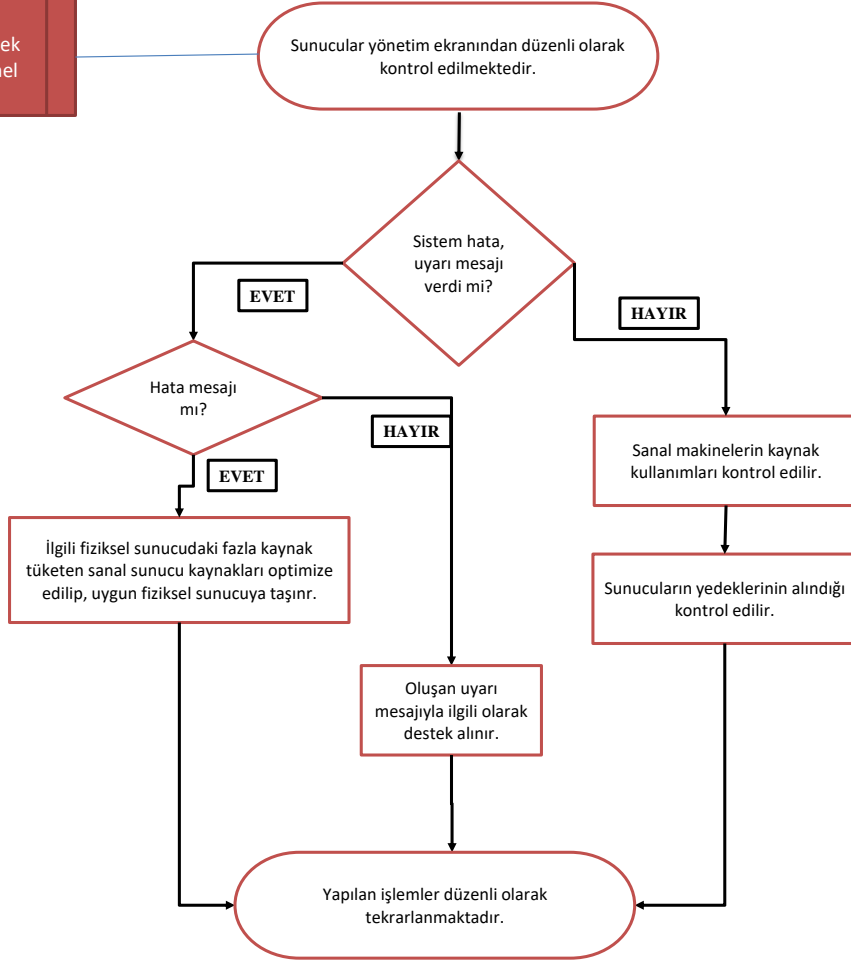 ek
nel
Sunucular yönetim ekranından düzenli olarak
kontrol edilmektedir.
Sistem hata,
uyarı mesajı
verdi mi?
EVET
HAYIR
Hata mesajı
mı?
HAYIR
EVET
Sanal makinelerin kaynak
kullanımları kontrol edilir.
İlgili fiziksel sunucudaki fazla kaynak
tüketen sanal sunucu kaynakları optimize
edilip, uygun fiziksel sunucuya taşınr.
Sunucuların yedeklerinin alındığı
kontrol edilir.
Oluşan uyarı
mesajıyla ilgili olarak
destek alınır.
Yapılan işlemler düzenli olarak
tekrarlanmaktadır.